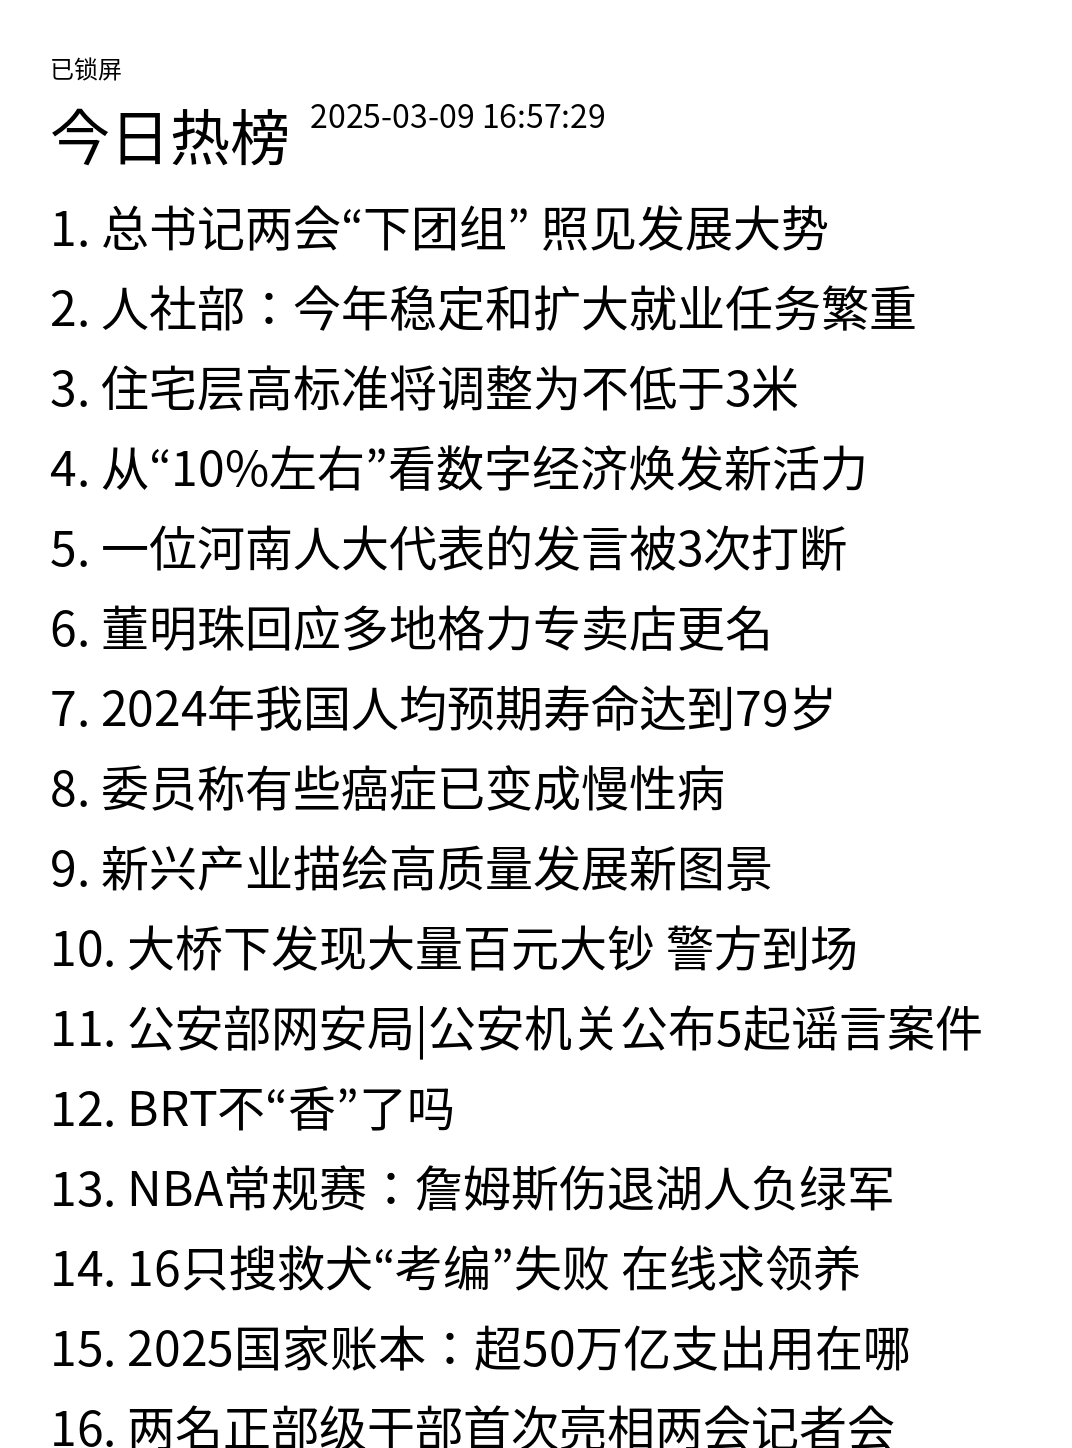 已锁屏
今日热榜 2025-03-09 16:57:29
1. 总书记两会“下团组” 照见发展大势
2. 人社部：今年稳定和扩大就业任务繁重
3. 住宅层高标准将调整为不低于3米
4. 从“10%左右”看数字经济焕发新活力
5. 一位河南人大代表的发言被3次打断
6. 董明珠回应多地格力专卖店更名
7. 2024年我国人均预期寿命达到79岁
8. 委员称有些癌症已变成慢性病
9. 新兴产业描绘高质量发展新图景
10. 大桥下发现大量百元大钞 警方到场
11. 公安部网安局|公安机关公布5起谣言案件
12. BRT不“香”了吗
13. NBA常规赛：詹姆斯伤退湖人负绿军
14. 16只搜救犬“考编”失败 在线求领养
15. 2025国家账本：超50万亿支出用在哪
16. 两名正部级干部首次亮相两会记者会